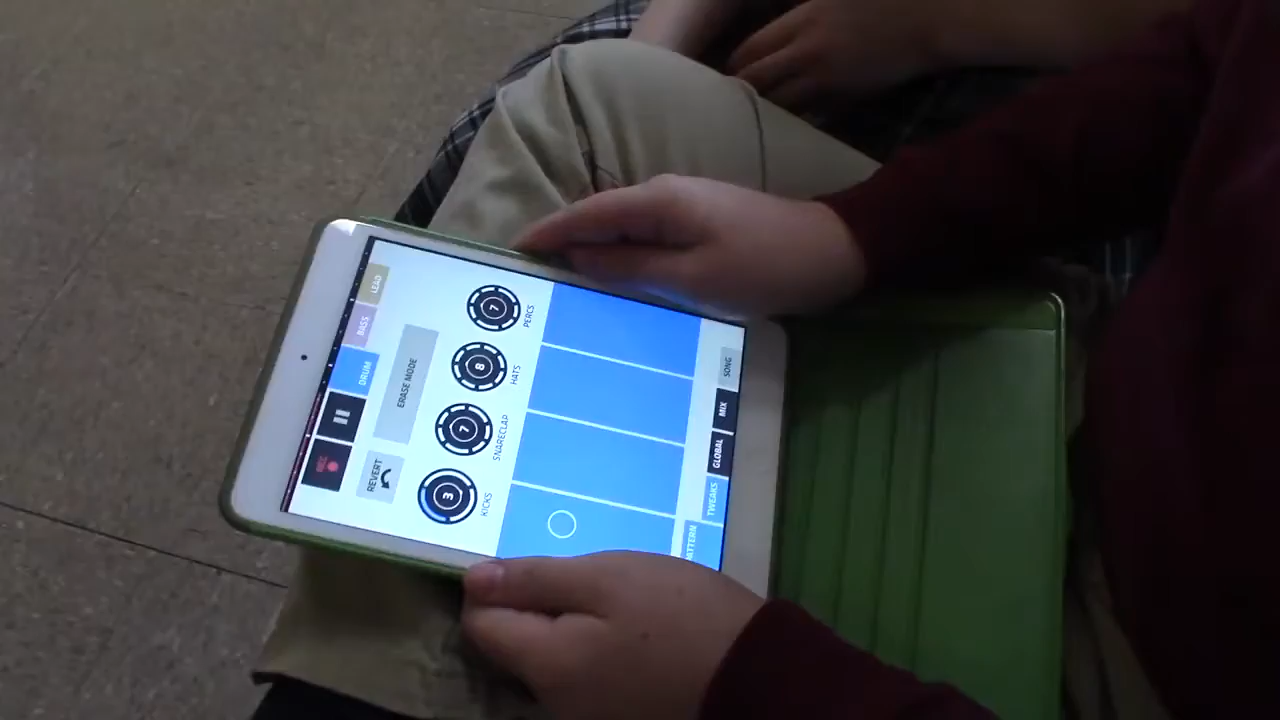 REC DRUM BASS LEAD
REVERT ERASE MODE
3 7 8 7
KICKS SNARECLAP HATS PERCS
PATTERN TWEAKS GLOBAL MIX SONG